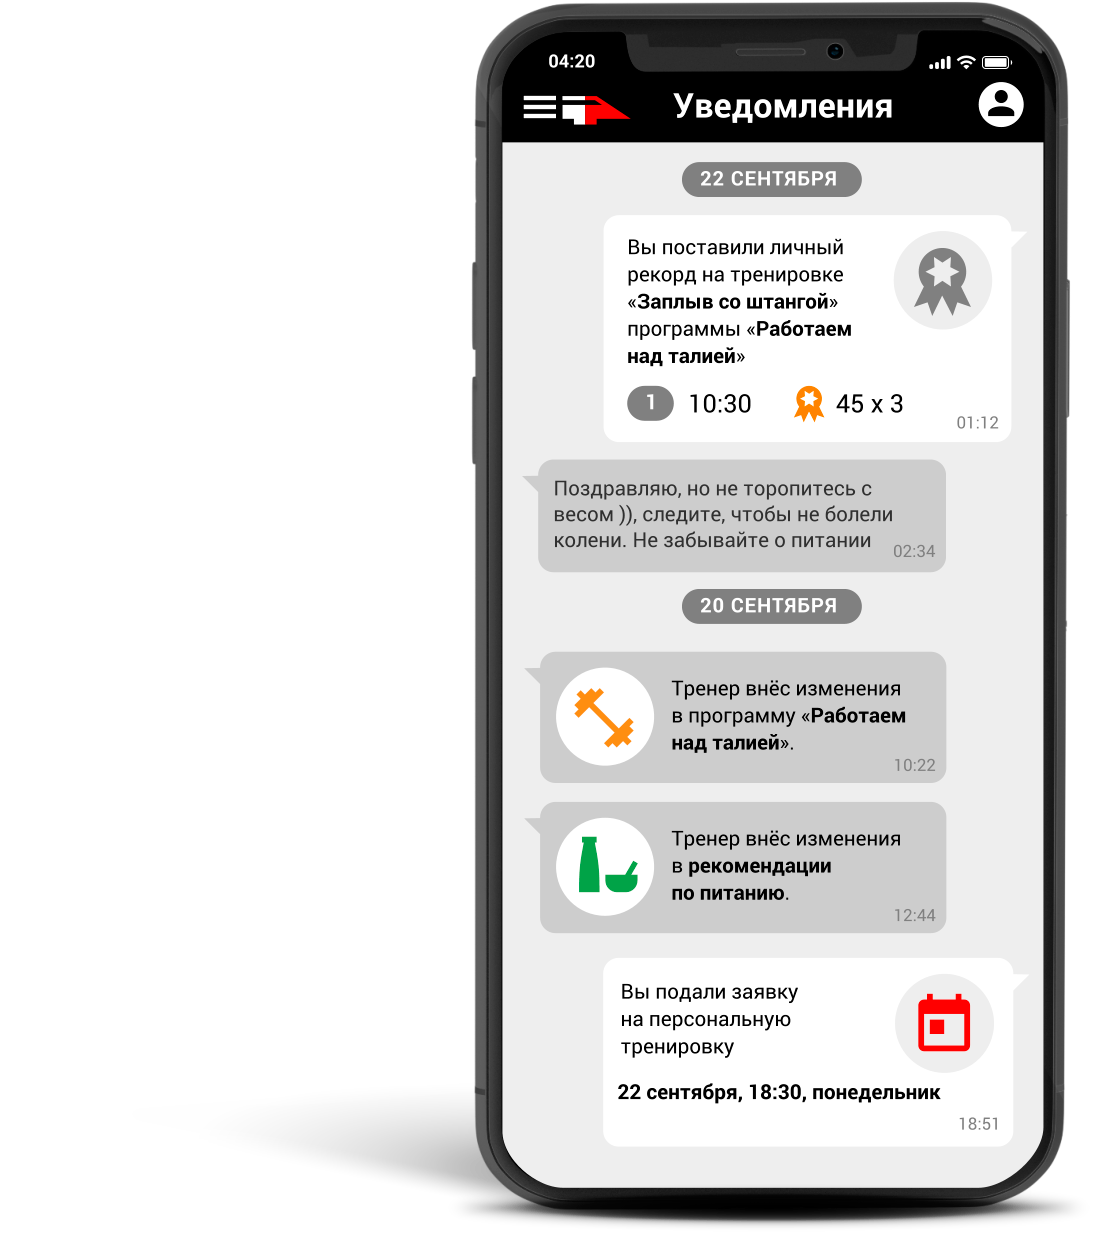 04:20
Уведомления
22 СЕНТЯБРЯ
Вы поставили личный
рекорд на тренировке
«Заплыв со штангой»
программы «Работаем
над талией»
1 10:30 45 x 3
01:12
Поздравляю, но не торопитесь с
весом )), следите, чтобы не болели
колени. Не забывайте о питании
02:34
20 СЕНТЯБРЯ
Тренер внёс изменения
в программу «Работаем
над талией».
10:22
Тренер внёс изменения
в рекомендации
по питанию.
12:44
Вы подали заявку
на персональную
тренировку
22 сентября, 18:30, понедельник
18:51